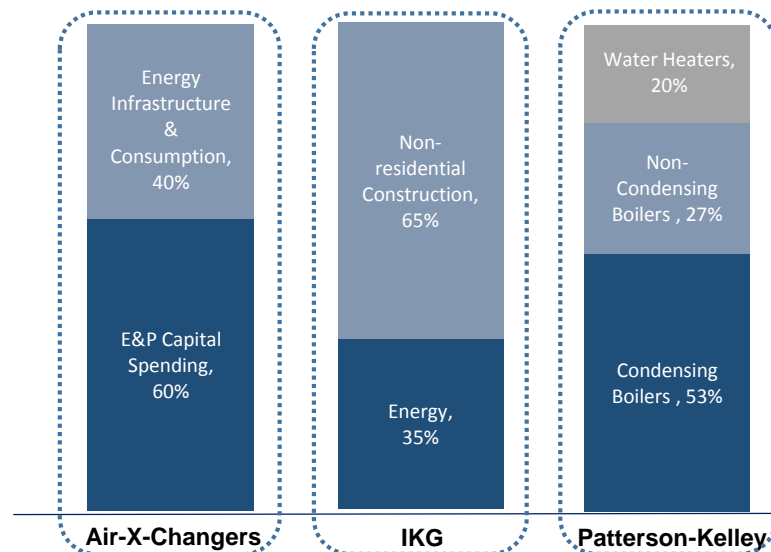 Energy
Infrastructure
&
Consumption,
40%
E&P Capital
Spending,
60%
Non-
residential
Construction,
65%
Energy,
35%
Water Heaters,
20%
Non-
Condensing
Boilers , 27%
Condensing
Boilers , 53%
Air-X-Changers
IKG
Patterson-Kelley